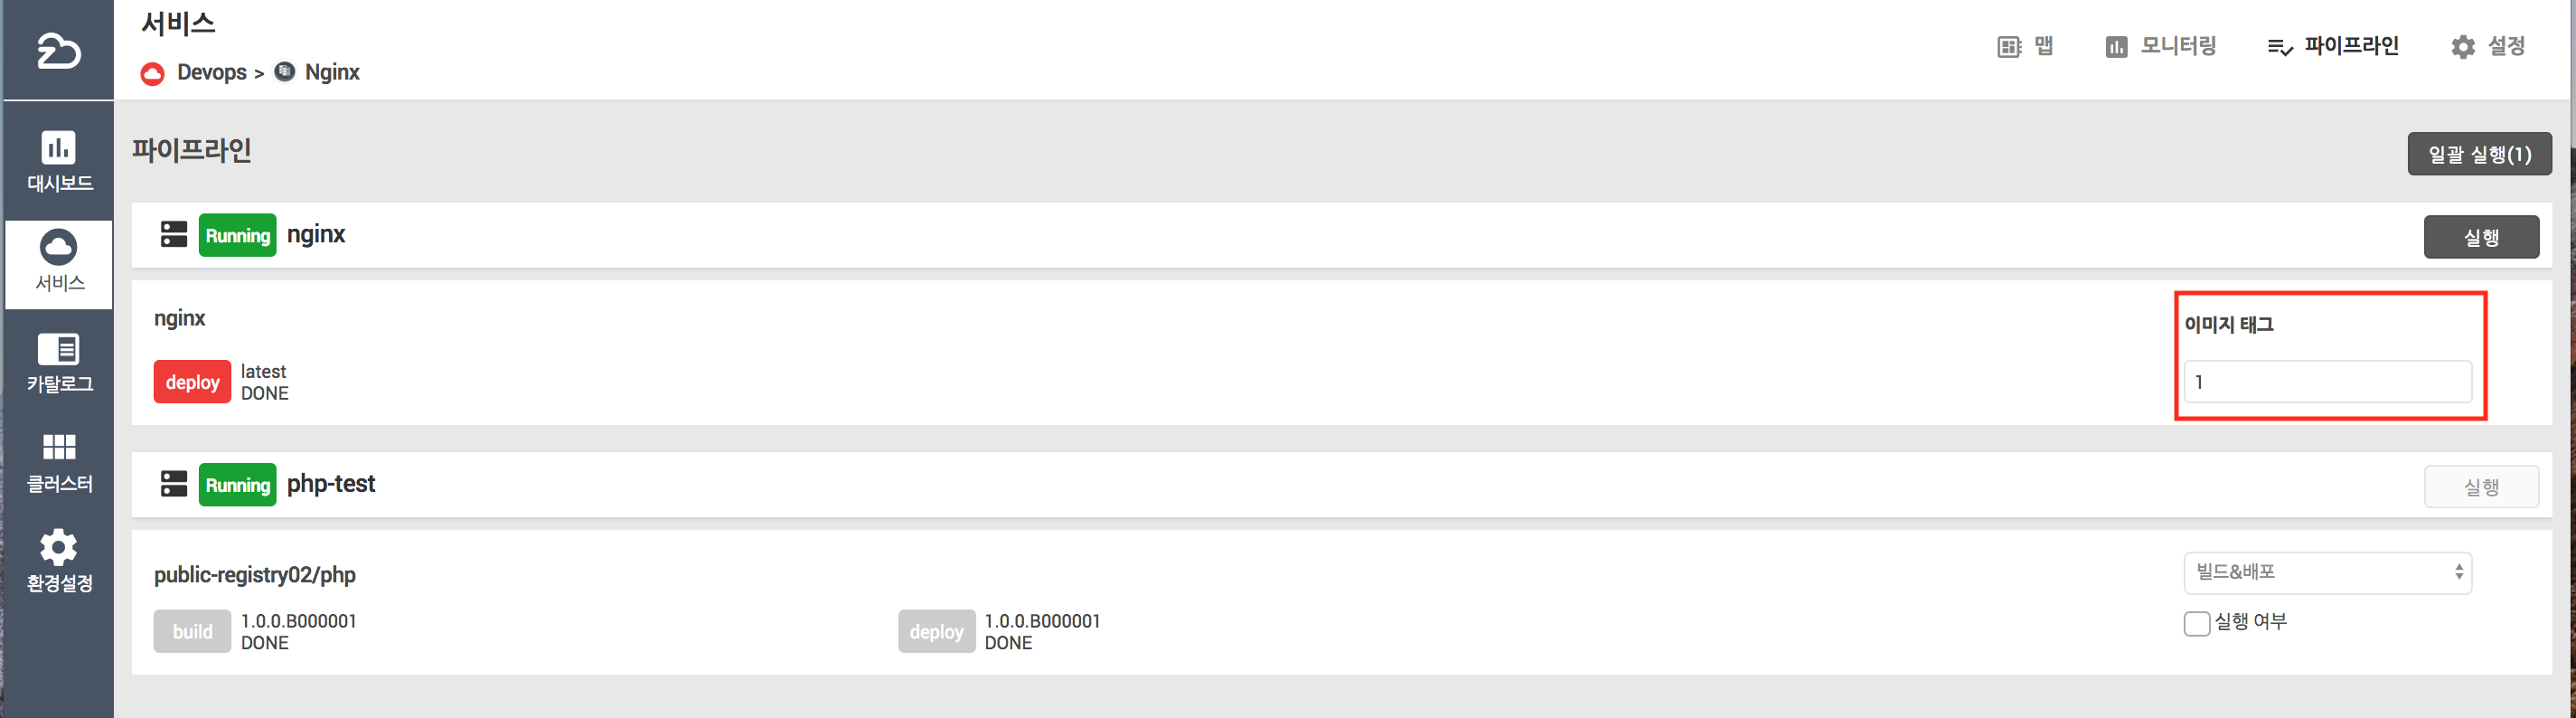 서비스
Devops > Nginx
맵
모니터링
파이프라인
설정
대시보드
서비스
카탈로그
클러스터
환경설정
파이프라인
일괄 실행(1)
Running nginx
실행
nginx
이미지 태그
deploy
latest
DONE
1
Running php-test
실행
public-registry02/php
빌드&배포
build
1.0.0.B000001
DONE
deploy
1.0.0.B000001
DONE
실행 여부